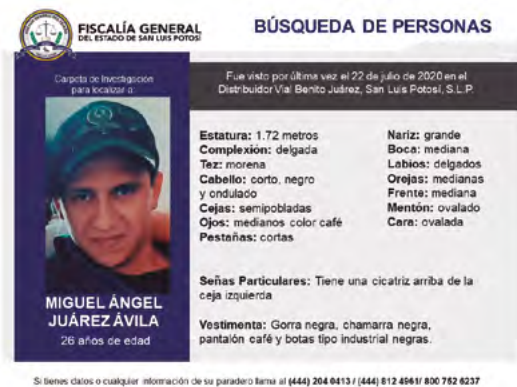 FISCALÍA GENERAL
DEL ESTADO DE SAN LUIS POTOSÍ
BÚSQUEDA DE PERSONAS
Carpeta de Investigación
para localizar a:
Fue visto por última vez el 22 de julio de 2020 en el
Distribuidor Vial Benito Juárez, San Luis Potosí, S.L.P.
Estatura: 1.72 metros
Complexión: delgada
Tez: morena
Cabello: corto, negro
y ondulado
Cejas: semipobladas
Ojos: medianos color café
Pestañas: cortas
Nariz: grande
Boca: mediana
Labios: delgados
Orejas: medianas
Frente: mediana
Mentón: ovalado
Cara: ovalada
Señas Particulares: Tiene una cicatriz arriba de la
ceja izquierda
Vestimenta: Gorra negra, chamarra negra,
pantalón café y botas tipo industrial negras.
MIGUEL ÁNGEL
JUÁREZ ÁVILA
26 años de edad
Si tienes datos o cualquier información de su paradero llama al (444) 204 0413 / (444) 812 4961/ 800 762 6237